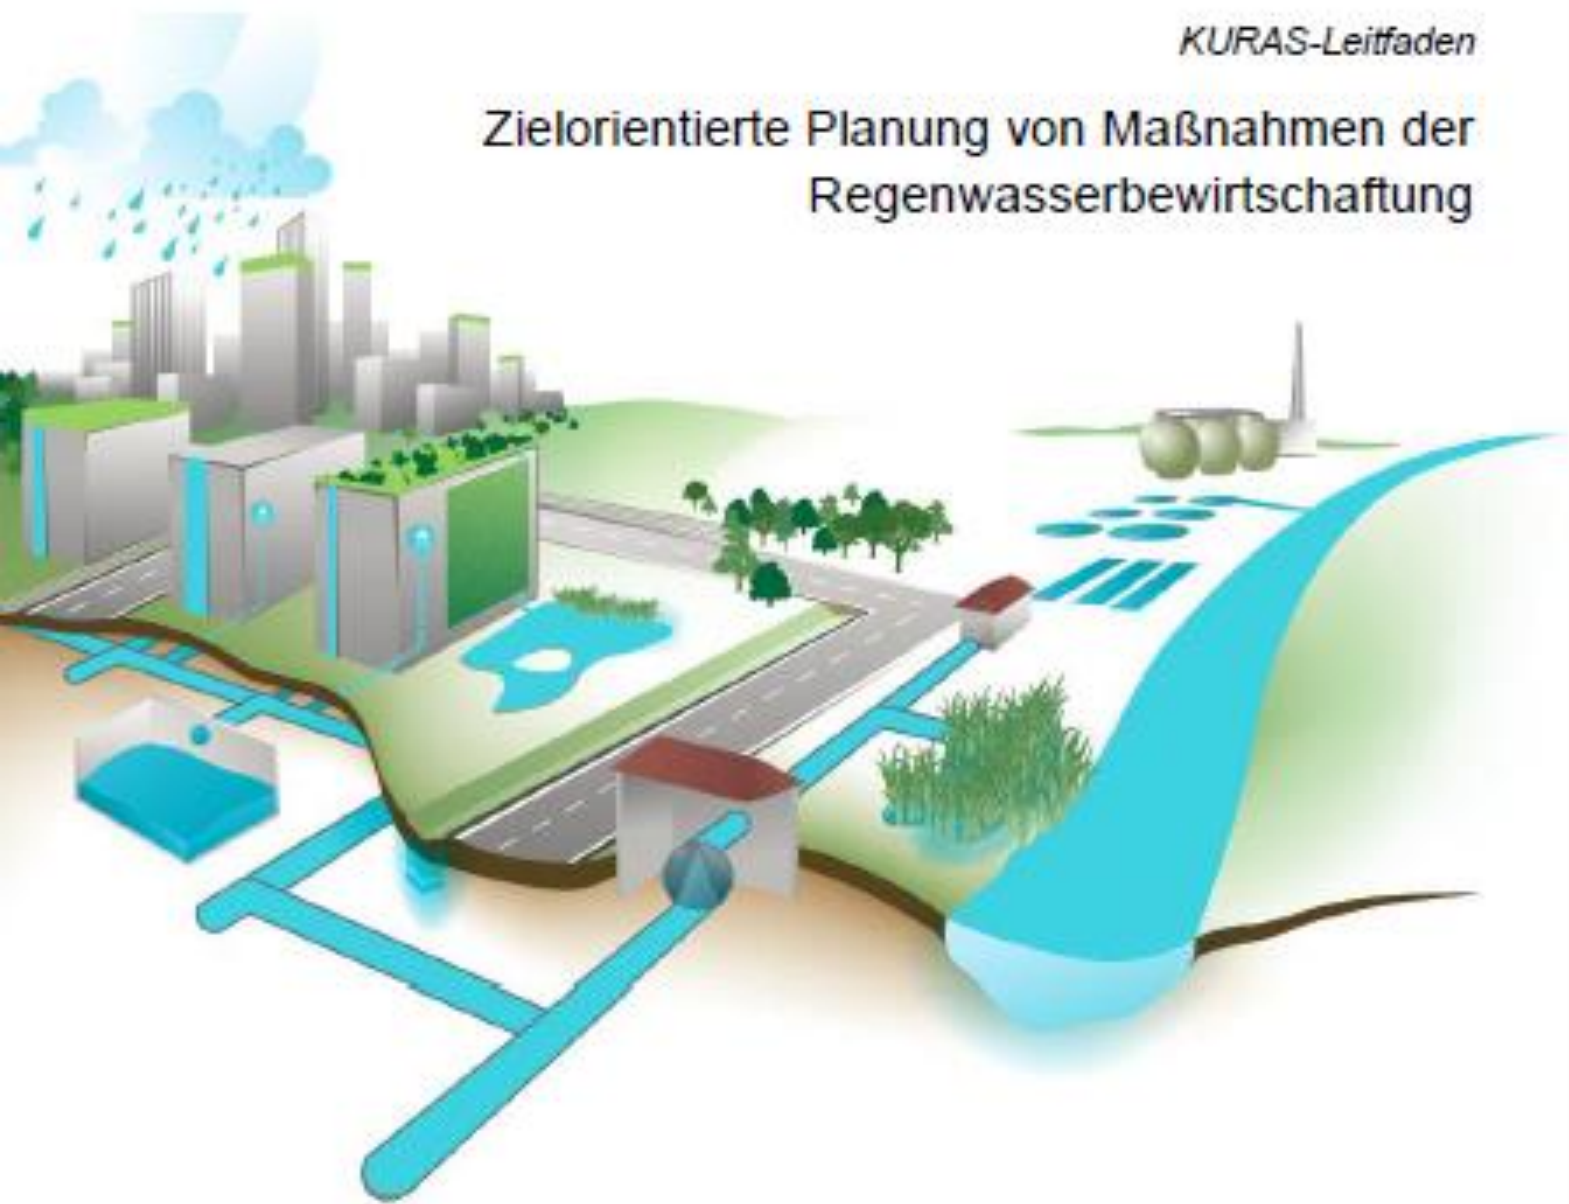 KURAS-Leitfaden
Zielorientierte Planung von Maßnahmen der
Regenwasserbewirtschaftung